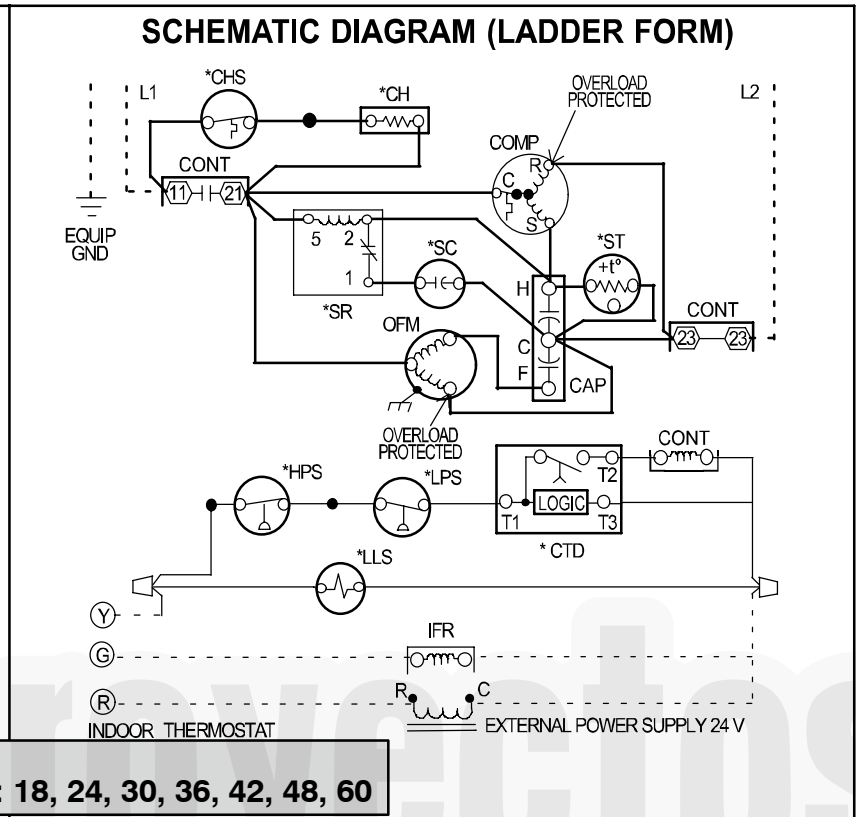 SCHEMATIC DIAGRAM (LADDER FORM)
*CHS
OVERLOAD
PROTECTED
L1
*CH
L2
COMP
CONT
R
11
21
C
S
EQUIP
GND
5
2
*SC
*ST
+t°
1
H
*SR
CONT
OFM
23
23
C
F
CAP
OVERLOAD
PROTECTED
CONT
*HPS
*LPS
T2
LOGIC
T1
T3
* CTD
*LLS
Y
IFR
G
R
C
R
INDOOR THERMOSTAT
EXTERNAL POWER SUPPLY 24 V
: 18, 24, 30, 36, 42, 48, 60
royectos